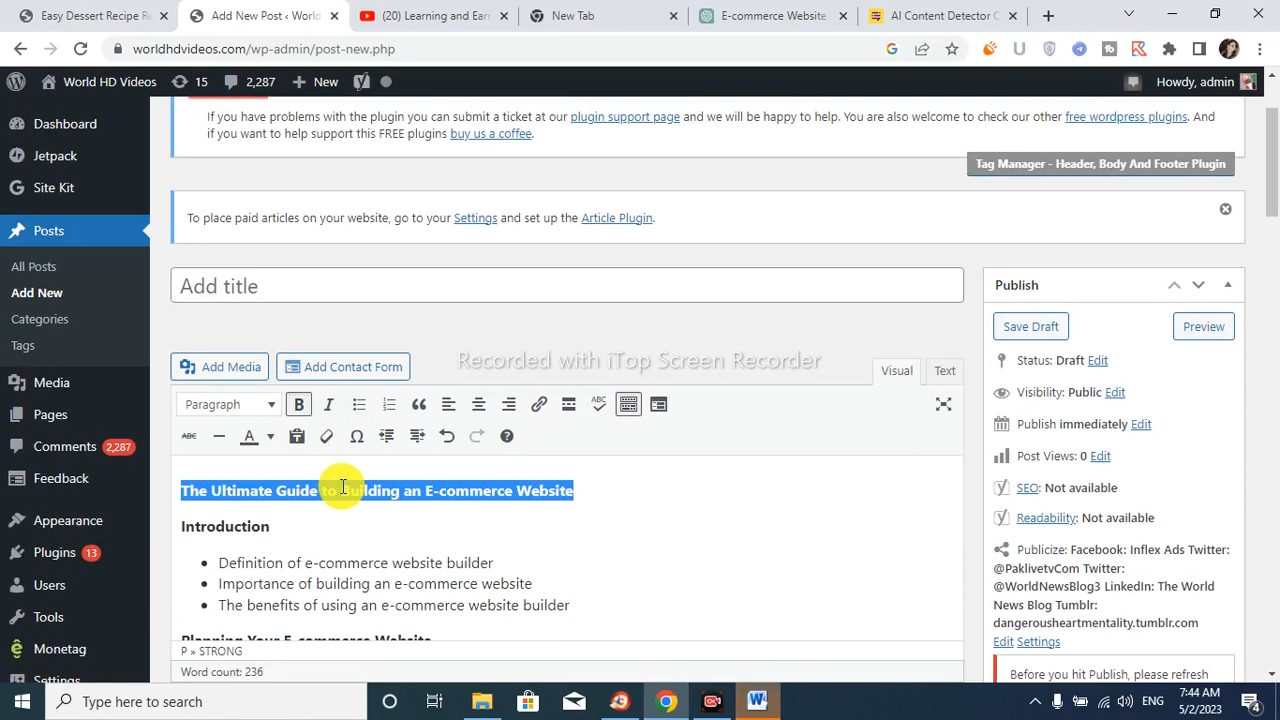 Easy Dessert Recipe R
Add New Post ‹ World
(20) Learning and Ear
New Tab
E-commerce Website
AI Content Detector C
worldhdvideos.com/wp-admin/post-new.php
World HD Videos
15
2,287
New
Howdy, admin
Dashboard
Jetpack
Site Kit
Posts
All Posts
Add New
Categories
Tags
Media
Pages
Comments 2,287
Feedback
Appearance
Plugins 13
Users
Tools
Monetag
Settings
If you have problems with the plugin you can submit a ticket at our plugin support page and we will be happy to help. You are also welcome to check our other free wordpress plugins. And
if you want to help support this FREE plugins buy us a coffee.
Tag Manager - Header, Body And Footer Plugin
To place paid articles on your website, go to your Settings and set up the Article Plugin.
Add title
Add Media
Add Contact Form
Recorded with iTop Screen Recorder
Visual
Text
Paragraph
B
I
ABC
ABC
A
The Ultimate Guide to Building an E-commerce Website
Introduction
Definition of e-commerce website builder
Importance of building an e-commerce website
The benefits of using an e-commerce website builder
Planning Your E-commerce Website
P » STRONG
Word count: 236
Publish
Save Draft
Preview
Status: Draft Edit
Visibility: Public Edit
Publish immediately Edit
Post Views: 0 Edit
SEO: Not available
Readability: Not available
Publicize: Facebook: Inflex Ads Twitter:
@PaklivetvCom Twitter:
@WorldNewsBlog3 LinkedIn: The World
News Blog Tumblr:
dangerousheartmentality.tumblr.com
Edit Settings
Before you hit Publish, please refresh
Type here to search
ENG
7:44 AM
5/2/2023
4